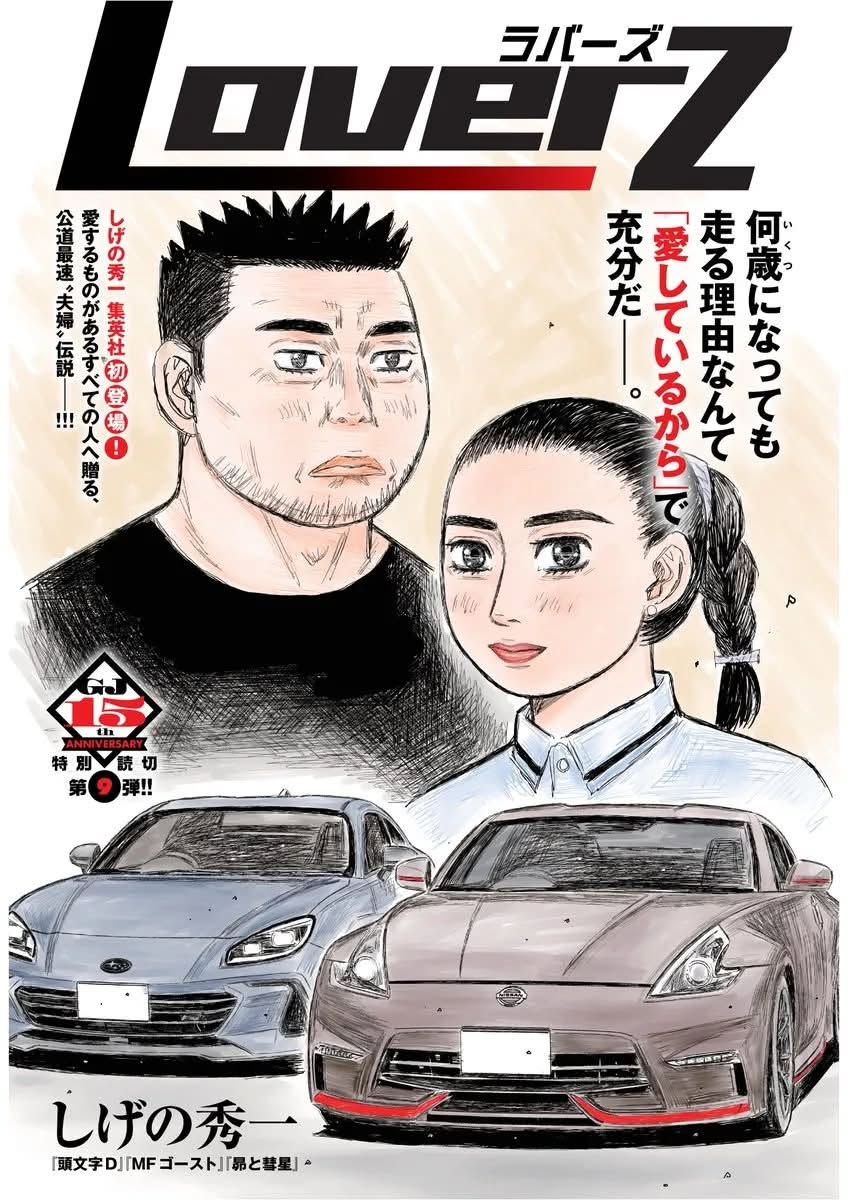 ラバーズ
LoverZ
何歳になっても
いくつ
走る理由なんて
「愛しているから」で
充分だ――。
しげの秀一 集英社初登場!
愛するものがあるすべての人へ贈る、
公道最速〝夫婦〟伝説――!!!
GJ
15th
ANNIVERSARY
特別読切
第9弾!!
NISSAN
しげの秀一
『頭文字D』『MFゴースト』『昴と彗星』